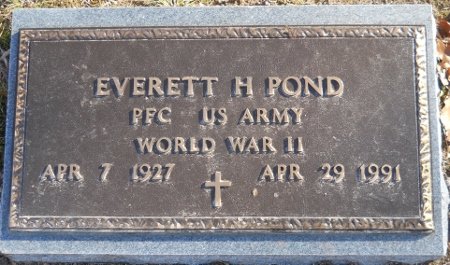 EVERETT H POND
PFC US ARMY
WORLD WAR II
APR 7 1927 APR 29 1991